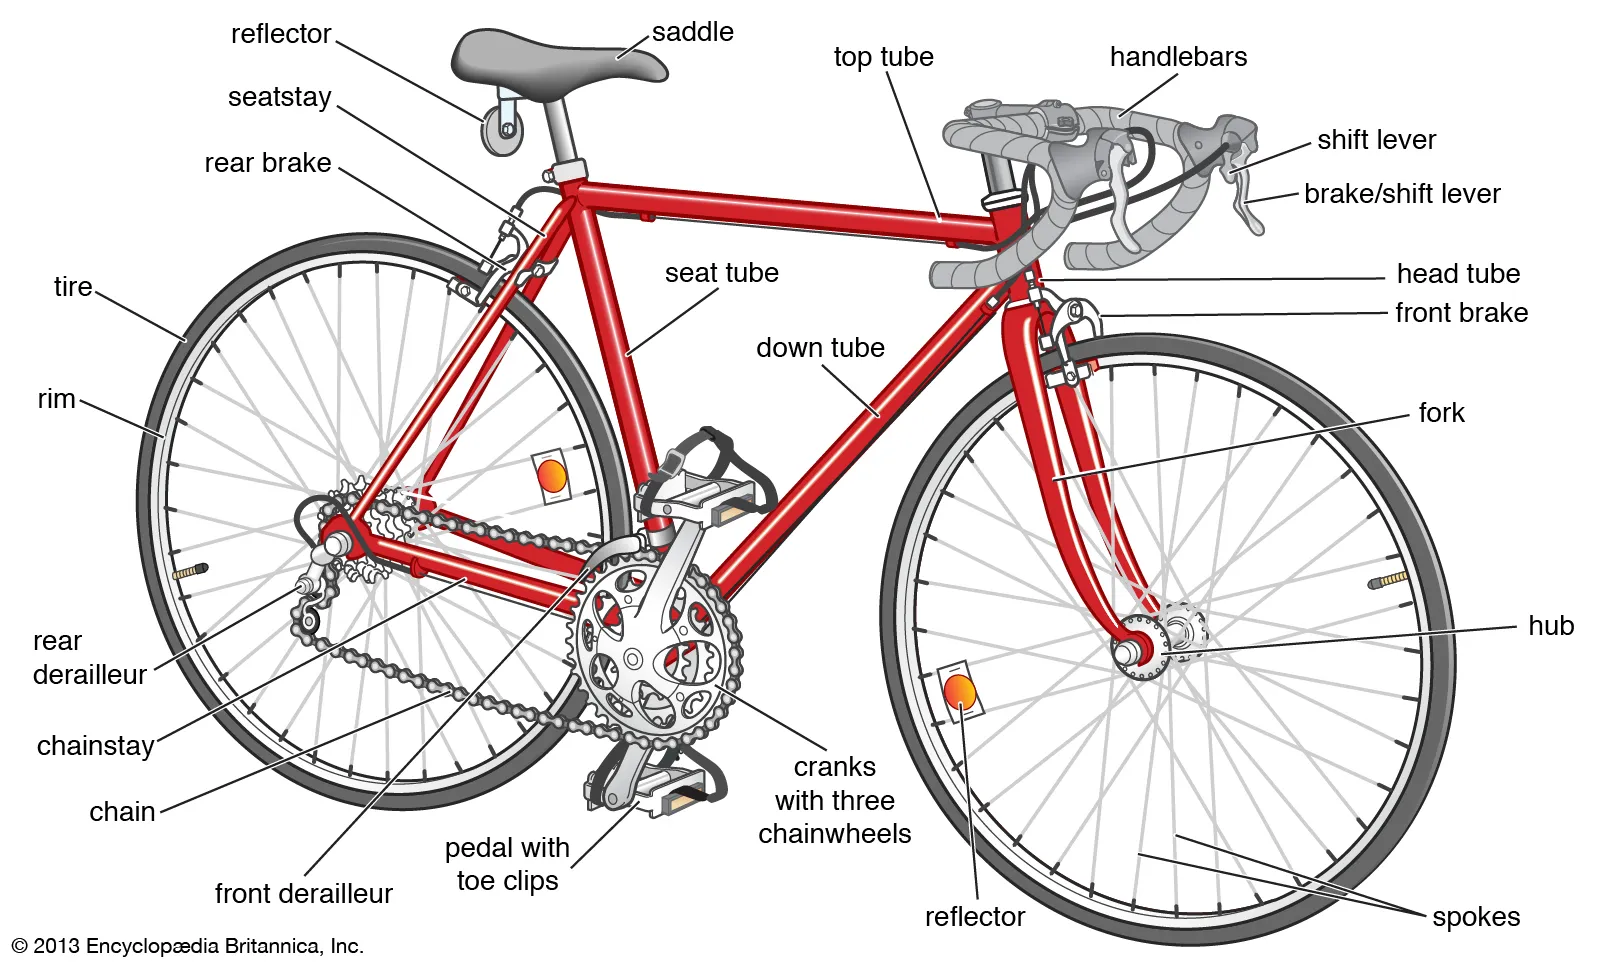 reflector
saddle
top tube
handlebars
seatstay
shift lever
rear brake
brake/shift lever
seat tube
head tube
tire
front brake
down tube
rim
fork
hub
rear
derailleur
chainstay
cranks
with three
chainwheels
chain
pedal with
toe clips
front derailleur
reflector
spokes
© 2013 Encyclopædia Britannica, Inc.